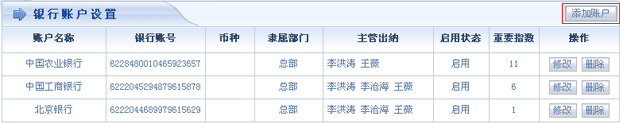 银行账户设置 添加账户
账户名称 银行账号 币种 隶属部门 主管出纳 启用状态 重要指数 操作
中国农业银行 6228480010465923657 总部 李洪涛 王薇 启用 11 修改 删除
中国工商银行 6222045294879615878 总部 李洪涛 李沧海 王薇 启用 6 修改 删除
北京银行 6222044689979615629 总部 李洪涛 李沧海 王薇 启用 1 修改 删除